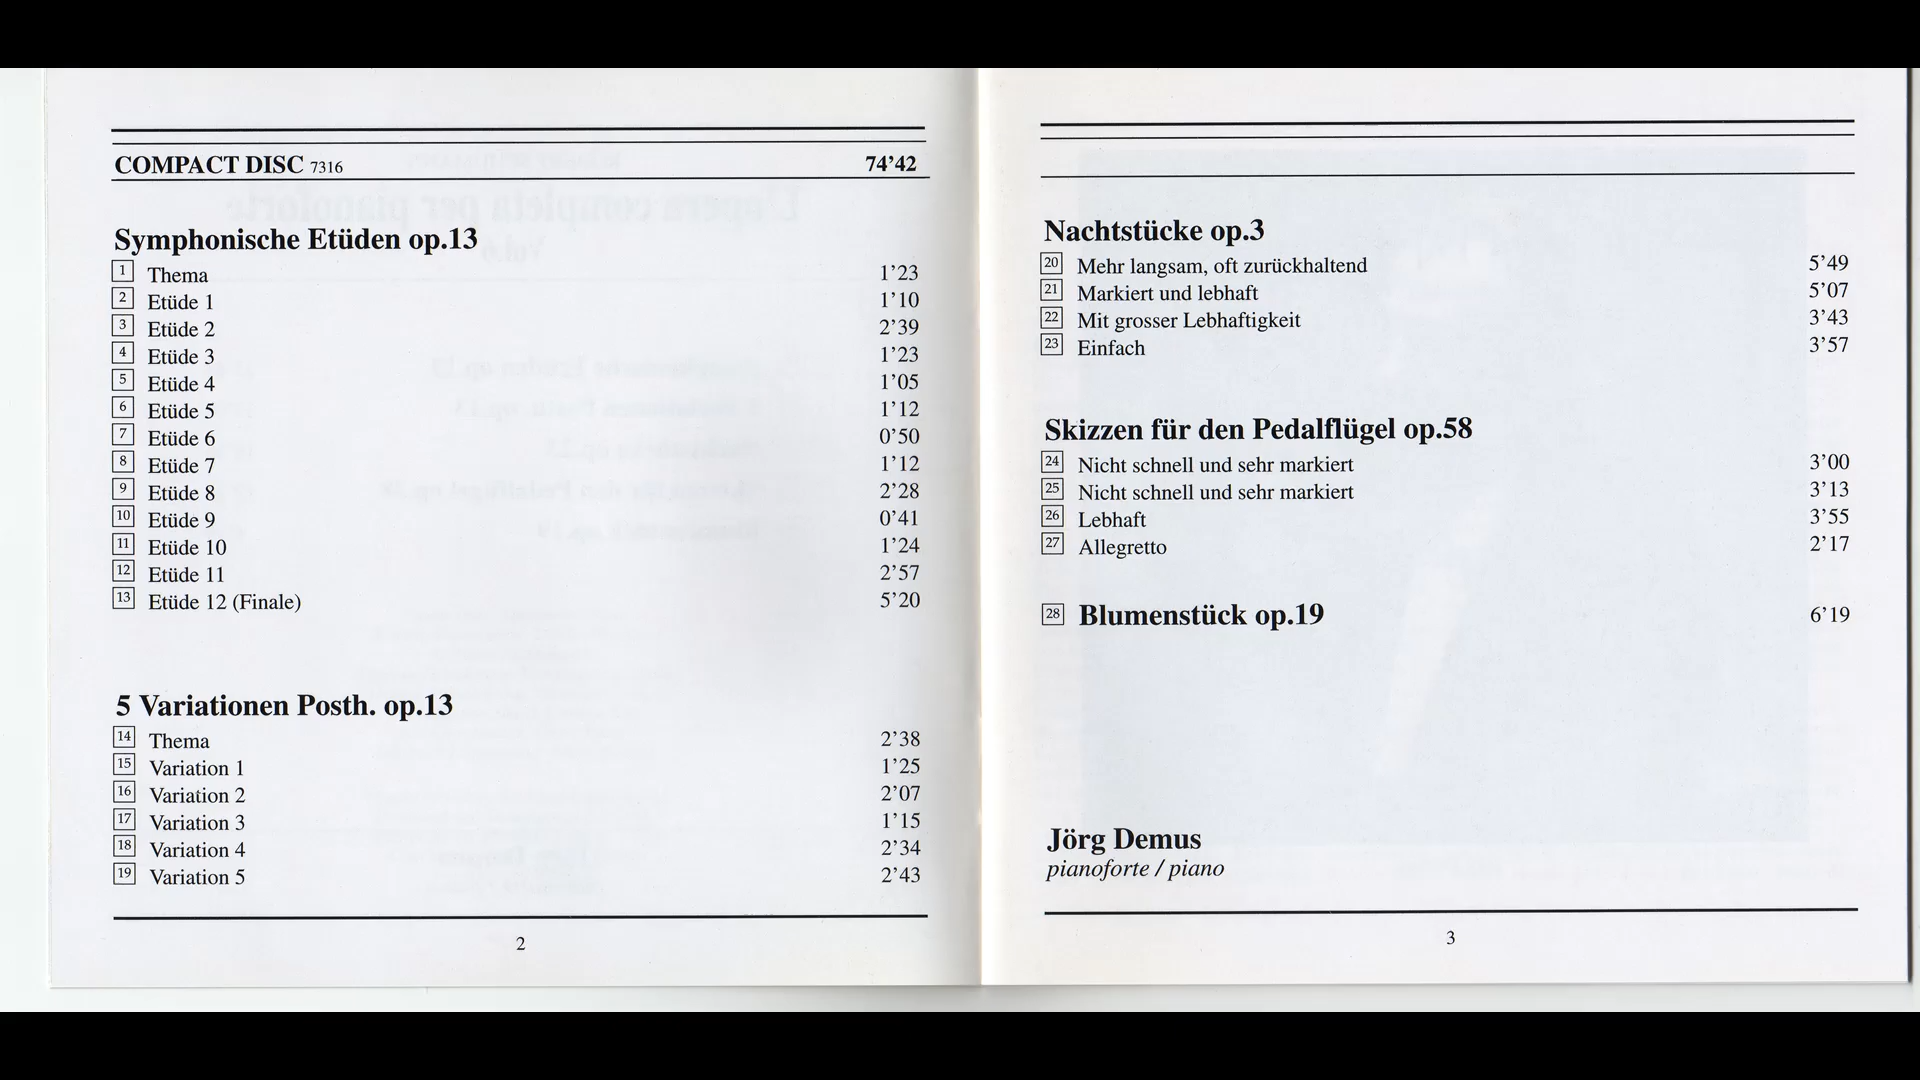 COMPACT DISC 7316 74’42
Symphonische Etüden op.13
1 Thema 1’23
2 Etüde 1 1’10
3 Etüde 2 2’39
4 Etüde 3 1’23
5 Etüde 4 1’05
6 Etüde 5 1’12
7 Etüde 6 0’50
8 Etüde 7 1’12
9 Etüde 8 2’28
10 Etüde 9 0’41
11 Etüde 10 1’24
12 Etüde 11 2’57
13 Etüde 12 (Finale) 5’20
5 Variationen Posth. op.13
14 Thema 2’38
15 Variation 1 1’25
16 Variation 2 2’07
17 Variation 3 1’15
18 Variation 4 2’34
19 Variation 5 2’43
2
Nachtstücke op.3
20 Mehr langsam, oft zurückhaltend 5’49
21 Markiert und lebhaft 5’07
22 Mit grosser Lebhaftigkeit 3’43
23 Einfach 3’57
Skizzen für den Pedalflügel op.58
24 Nicht schnell und sehr markiert 3’00
25 Nicht schnell und sehr markiert 3’13
26 Lebhaft 3’55
27 Allegretto 2’17
28 Blumenstück op.19 6’19
Jörg Demus
pianoforte / piano
3